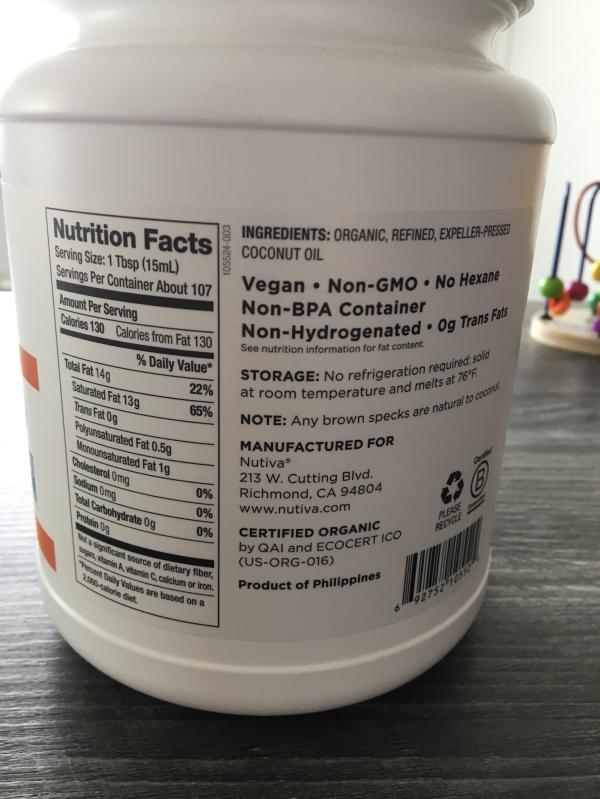 Nutrition Facts
Serving Size: 1 Tbsp (15mL)
Servings Per Container About 107
Amount Per Serving
Calories 130 Calories from Fat 130
% Daily Value*
Total Fat 14g 22%
Saturated Fat 13g 65%
Trans Fat 0g
Polyunsaturated Fat 0.5g
Monounsaturated Fat 1g
Cholesterol 0mg 0%
Sodium 0mg 0%
Total Carbohydrate 0g 0%
Protein 0g
Not a significant source of dietary fiber,
sugars, vitamin A, vitamin C, calcium or iron.
*Percent Daily Values are based on a
2,000-calorie diet.
105524-003
INGREDIENTS: ORGANIC, REFINED, EXPELLER-PRESSED
COCONUT OIL
Vegan • Non-GMO • No Hexane
Non-BPA Container
Non-Hydrogenated • 0g Trans Fats
See nutrition information for fat content.
STORAGE: No refrigeration required; solid
at room temperature and melts at 76°F.
NOTE: Any brown specks are natural to coconut.
MANUFACTURED FOR
Nutiva®
213 W. Cutting Blvd.
Richmond, CA 94804
www.nutiva.com
CERTIFIED ORGANIC
by QAI and ECOCERT ICO
(US-ORG-016)
Product of Philippines
PLEASE
RECYCLE
Certified
B
6 92752